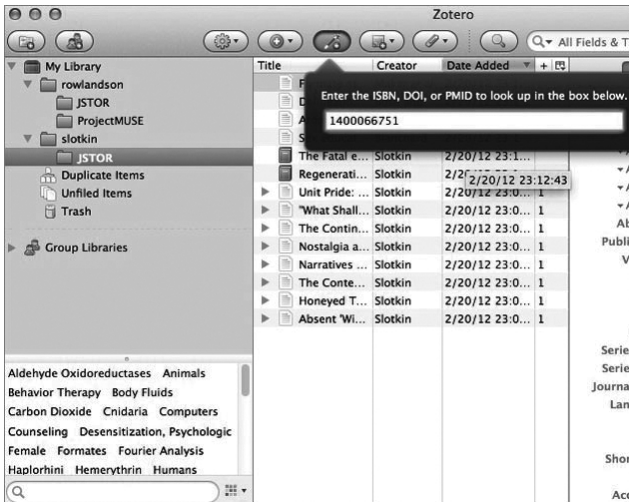 Zotero
All Fields & T
My Library
rowlandson
JSTOR
ProjectMUSE
slotkin
JSTOR
Duplicate Items
Unfiled Items
Trash
Group Libraries
Title Creator Date Added +
F
D
A
S
Enter the ISBN, DOI, or PMID to look up in the box below.
1400066751
The Fatal e... Slotkin 2/20/12 23:1...
Regenerati... Slotkin 2/20/12 23:1...
2/20/12 23:12:43
Unit Pride: ... Slotkin 2/20/12 23:0... 1
"What Shall... Slotkin 2/20/12 23:0... 1
The Contin... Slotkin 2/20/12 23:0... 1
Nostalgia a... Slotkin 2/20/12 23:0... 1
Narratives ... Slotkin 2/20/12 23:0... 1
The Conte... Slotkin 2/20/12 23:0... 1
Honeyed T... Slotkin 2/20/12 23:0... 1
Absent 'Wi... Slotkin 2/20/12 23:0... 1
Ab
Publi
V
Serie
Serie
Journa
Lan
Shor
Acc
Aldehyde Oxidoreductases Animals
Behavior Therapy Body Fluids
Carbon Dioxide Cnidaria Computers
Counseling Desensitization, Psychologic
Female Formates Fourier Analysis
Haplorhini Hemerythrin Humans